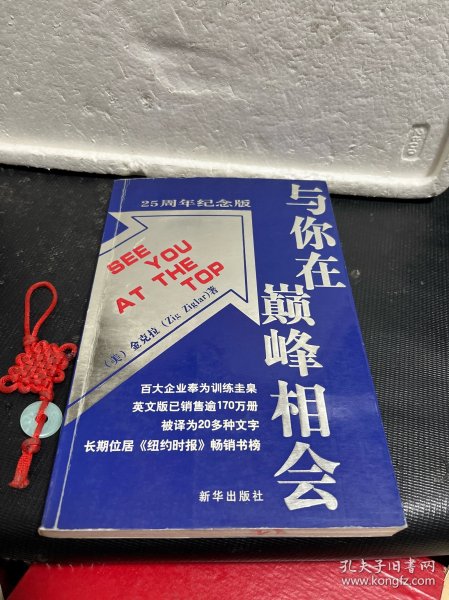 25周年纪念版
与你在巅峰相会
SEE
YOU
AT THE
TOP
（美）金克拉（Zig Ziglar）著
百大企业奉为训练圭臬
英文版已销售逾170万册
被译为20多种文字
长期位居《纽约时报》畅销书榜
新华出版社
孔夫子旧书网
www.kongfz.com